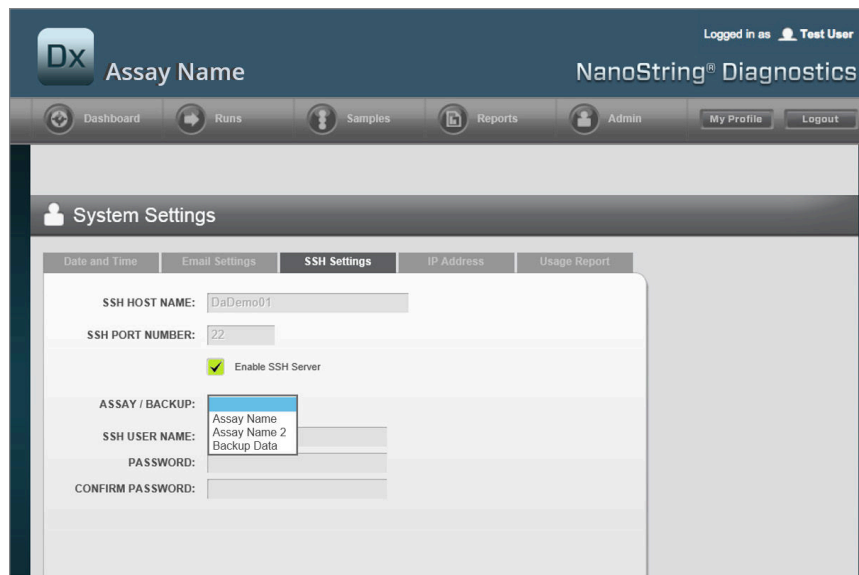 Logged in as Test User
Dx Assay Name
NanoString® Diagnostics
Dashboard Runs Samples Reports Admin My Profile Logout
System Settings
Date and Time Email Settings SSH Settings IP Address Usage Report
SSH HOST NAME: DaDemo01
SSH PORT NUMBER: 22
Enable SSH Server
ASSAY / BACKUP:
Assay Name
Assay Name 2
Backup Data
SSH USER NAME:
PASSWORD:
CONFIRM PASSWORD: